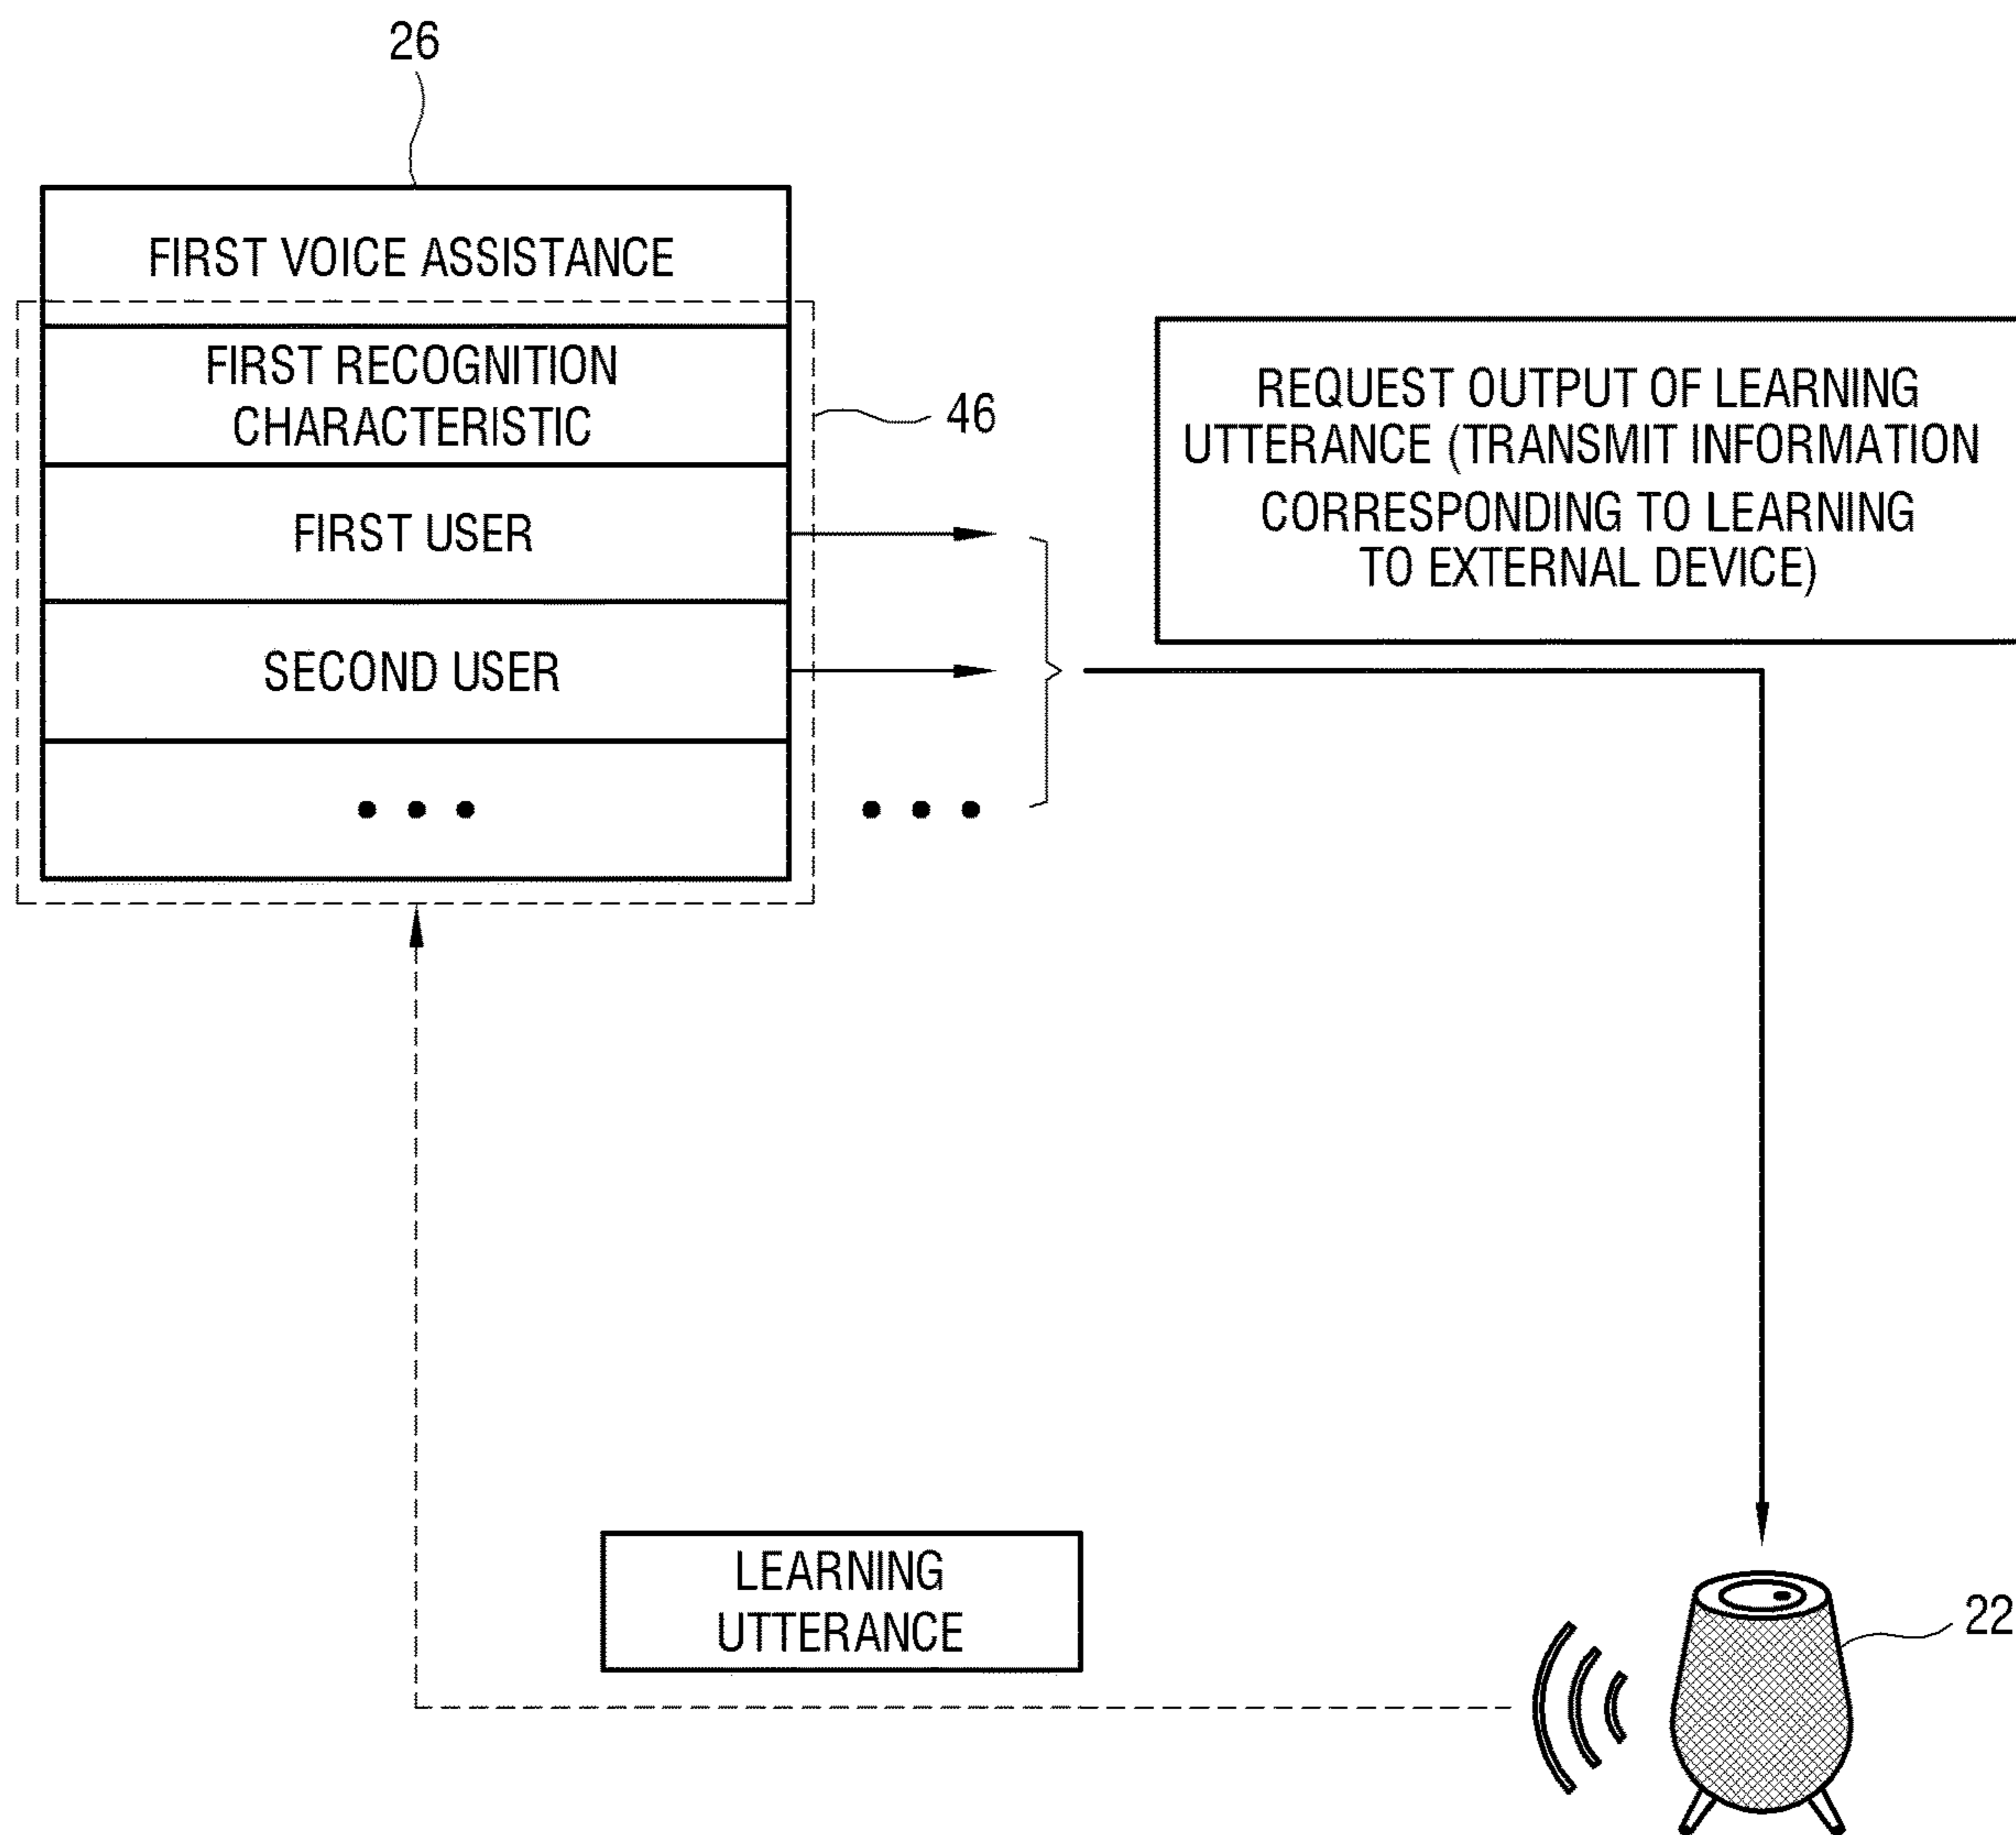 26
FIRST VOICE ASSISTANCE
FIRST RECOGNITION
CHARACTERISTIC
46
FIRST USER
SECOND USER
• • •
• • •
REQUEST OUTPUT OF LEARNING
UTTERANCE (TRANSMIT INFORMATION
CORRESPONDING TO LEARNING
TO EXTERNAL DEVICE)
LEARNING
UTTERANCE
22